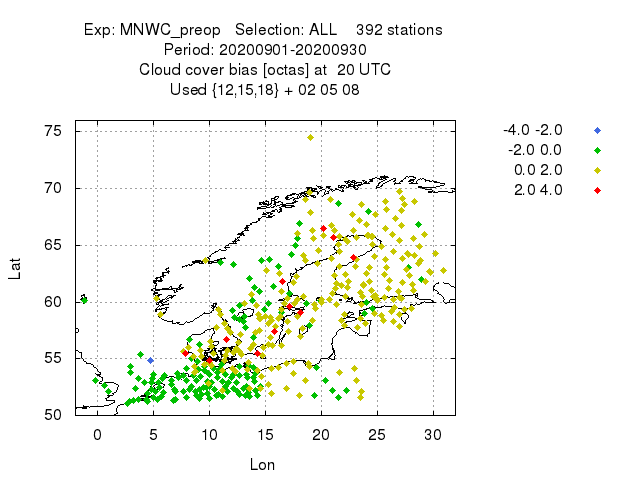 Exp: MNWC_preop   Selection: ALL    392 stations
Period: 20200901-20200930
Cloud cover bias [octas] at  20 UTC
Used {12,15,18} + 02 05 08
-4.0 -2.0
-2.0 0.0
0.0 2.0
2.0 4.0
75
70
65
60
55
50
Lat
0 5 10 15 20 25 30
Lon